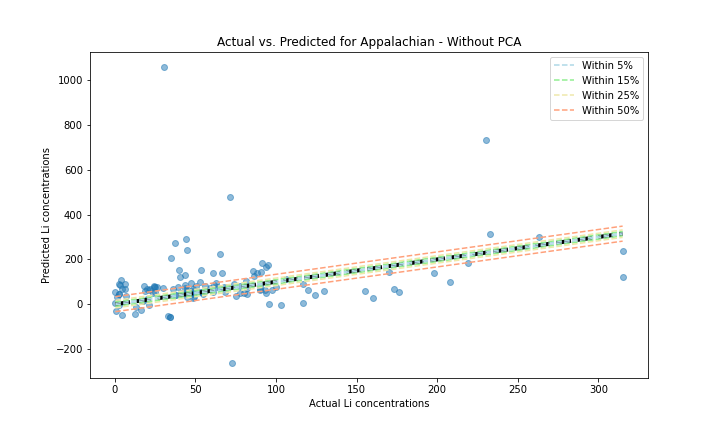 Actual vs. Predicted for Appalachian - Without PCA
Within 5%
Within 15%
Within 25%
Within 50%
Predicted Li concentrations
1000
800
600
400
200
0
−200
0
50
100
150
200
250
300
Actual Li concentrations